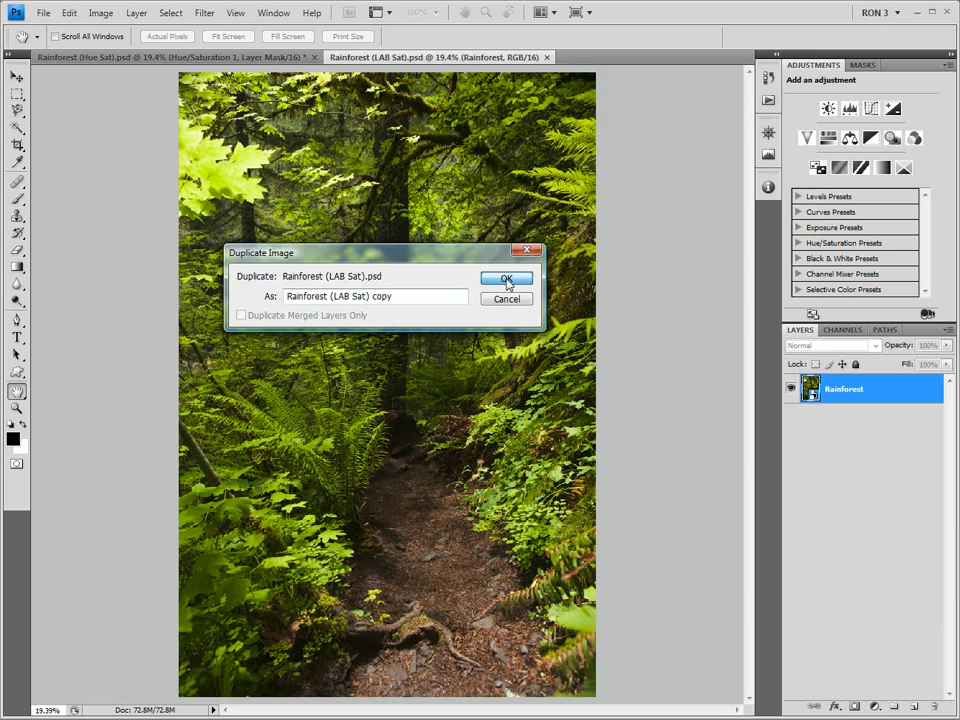 Ps File Edit Image Layer Select Filter View Window Help Br 100% RON 3
Scroll All Windows Actual Pixels Fit Screen Fill Screen Print Size
Rainforest (Hue Sat).psd @ 19.4% (Hue/Saturation 1, Layer Mask/16) * × Rainforest (LAB Sat).psd @ 19.4% (Rainforest, RGB/16) ×
ADJUSTMENTS MASKS
Add an adjustment
Levels Presets
Curves Presets
Exposure Presets
Hue/Saturation Presets
Black & White Presets
Channel Mixer Presets
Selective Color Presets
Duplicate Image
Duplicate: Rainforest (LAB Sat).psd OK
As: Rainforest (LAB Sat) copy Cancel
Duplicate Merged Layers Only
LAYERS CHANNELS PATHS
Normal Opacity: 100%
Lock: Fill: 100%
Rainforest
T
19.39% Doc: 72.8M/72.8M
fx